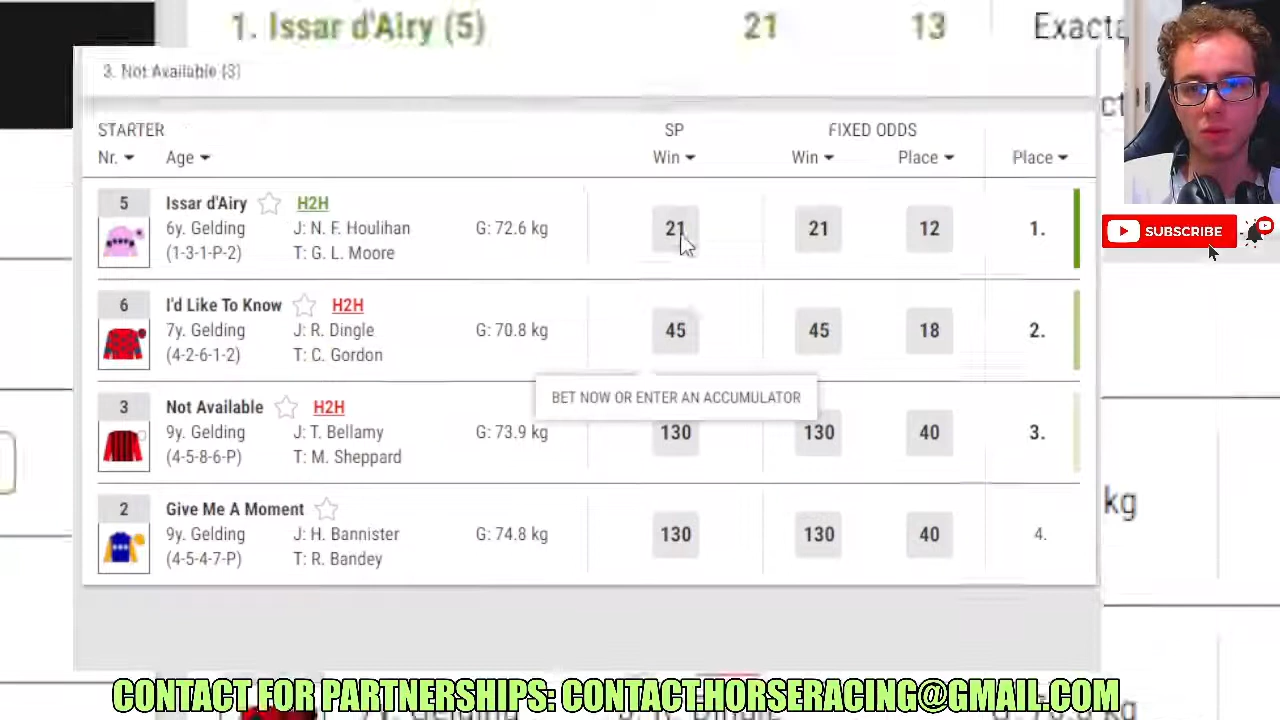 1. Issar d'Airy (5) 21 13 Exacta
3. Not Available (3)
STARTER SP FIXED ODDS
Nr. Age Win Win Place Place
5 Issar d'Airy H2H
6y. Gelding J: N. F. Houlihan G: 72.6 kg 21 21 12 1.
(1-3-1-P-2) T: G. L. Moore
SUBSCRIBE
6 I'd Like To Know H2H
7y. Gelding J: R. Dingle G: 70.8 kg 45 45 18 2.
(4-2-6-1-2) T: C. Gordon
BET NOW OR ENTER AN ACCUMULATOR
3 Not Available H2H
9y. Gelding J: T. Bellamy G: 73.9 kg 130 130 40 3.
(4-5-8-6-P) T: M. Sheppard
2 Give Me A Moment
9y. Gelding J: H. Bannister G: 74.8 kg 130 130 40 4.
(4-5-4-7-P) T: R. Bandey
kg
CONTACT FOR PARTNERSHIPS: CONTACT.HORSERACING@GMAIL.COM